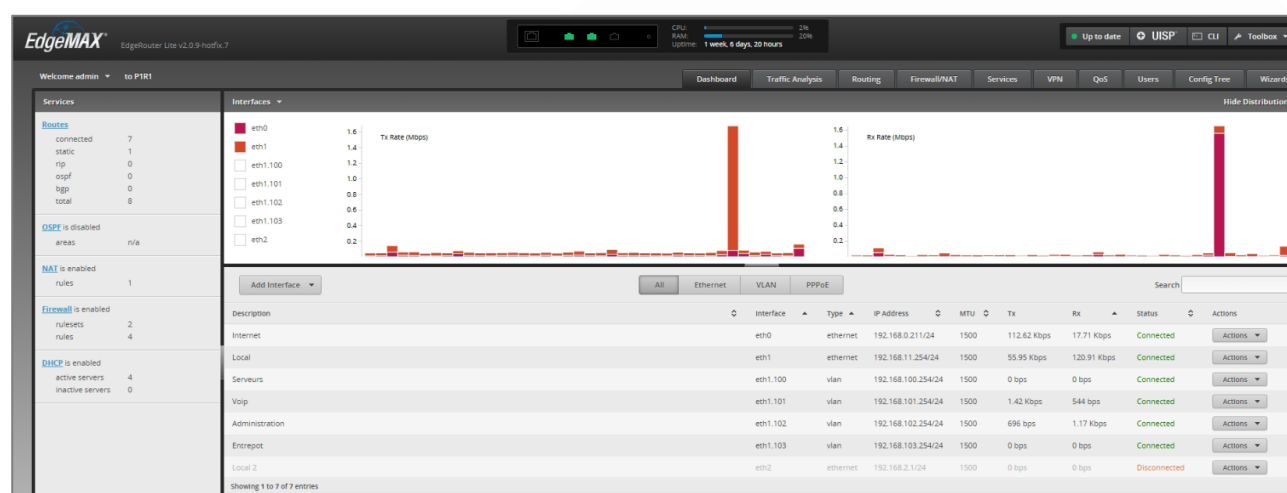 EdgeMAX EdgeRouter Lite v2.0.9-hotfix.7
CPU: 2%
RAM: 20%
Uptime: 1 week, 6 days, 20 hours
Up to date UISP CLI Toolbox
Welcome admin to P1R1
Dashboard Traffic Analysis Routing Firewall/NAT Services VPN QoS Users Config Tree Wizards
Services
Routes
connected 7
static 1
rip 0
ospf 0
bgp 0
total 8
OSPF is disabled
areas n/a
NAT is enabled
rules 1
Firewall is enabled
rulesets 2
rules 4
DHCP is enabled
active servers 4
inactive servers 0
Interfaces Hide Distribution
eth0
eth1
eth1.100
eth1.101
eth1.102
eth1.103
eth2
Tx Rate (Mbps)
1.6
1.4
1.2
1.0
0.8
0.6
0.4
0.2
Rx Rate (Mbps)
1.6
1.4
1.2
1.0
0.8
0.6
0.4
0.2
Add Interface All Ethernet VLAN PPPoE Search
Description Interface Type IP Address MTU Tx Rx Status Actions
Internet eth0 ethernet 192.168.0.211/24 1500 112.62 Kbps 17.71 Kbps Connected Actions
Local eth1 ethernet 192.168.11.254/24 1500 55.95 Kbps 120.91 Kbps Connected Actions
Serveurs eth1.100 vlan 192.168.100.254/24 1500 0 bps 0 bps Connected Actions
Voip eth1.101 vlan 192.168.101.254/24 1500 1.42 Kbps 544 bps Connected Actions
Administration eth1.102 vlan 192.168.102.254/24 1500 696 bps 1.17 Kbps Connected Actions
Entrepot eth1.103 vlan 192.168.103.254/24 1500 0 bps 0 bps Connected Actions
Local 2 eth2 ethernet 192.168.2.1/24 1500 0 bps 0 bps Disconnected Actions
Showing 1 to 7 of 7 entries